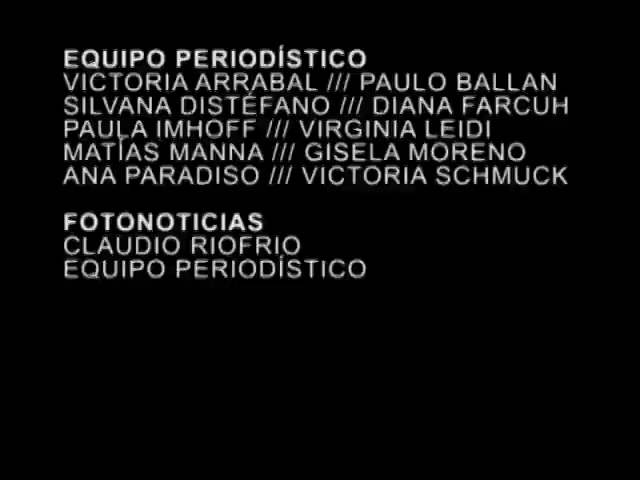 EQUIPO PERIODÍSTICO
VICTORIA ARRABAL /// PAULO BALLAN
SILVANA DISTÉFANO /// DIANA FARCUH
PAULA IMHOFF /// VIRGINIA LEIDI
MATÍAS MANNA /// GISELA MORENO
ANA PARADISO /// VICTORIA SCHMUCK
FOTONOTICIAS
CLAUDIO RIOFRIO
EQUIPO PERIODÍSTICO